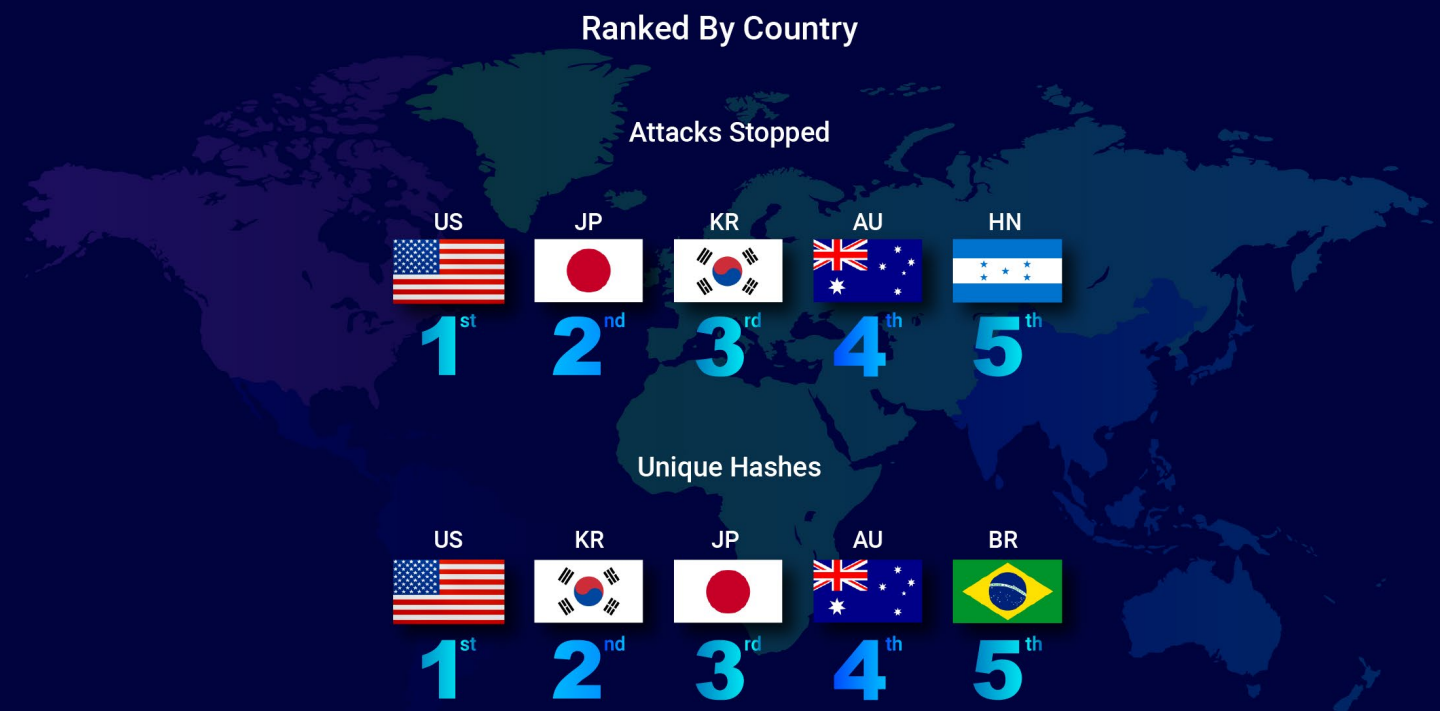 Ranked By Country
Attacks Stopped
US JP KR AU HN
1st 2nd 3rd 4th 5th
Unique Hashes
US KR JP AU BR
1st 2nd 3rd 4th 5th